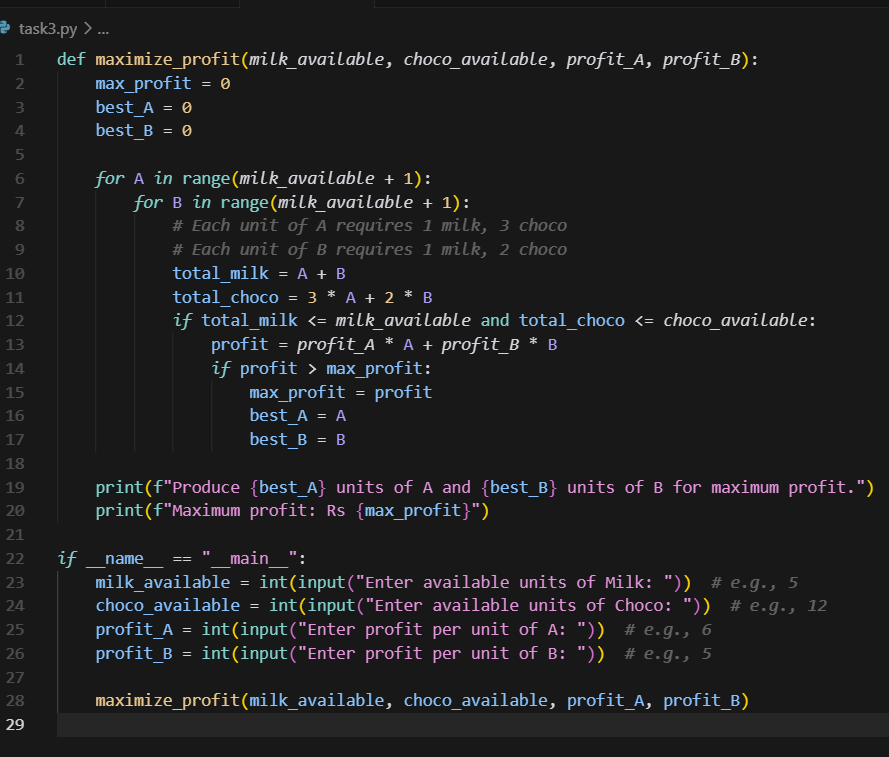 task3.py > ...
1 def maximize_profit(milk_available, choco_available, profit_A, profit_B):
2     max_profit = 0
3     best_A = 0
4     best_B = 0
5
6     for A in range(milk_available + 1):
7         for B in range(milk_available + 1):
8             # Each unit of A requires 1 milk, 3 choco
9             # Each unit of B requires 1 milk, 2 choco
10             total_milk = A + B
11             total_choco = 3 * A + 2 * B
12             if total_milk <= milk_available and total_choco <= choco_available:
13                 profit = profit_A * A + profit_B * B
14                 if profit > max_profit:
15                     max_profit = profit
16                     best_A = A
17                     best_B = B
18
19     print(f"Produce {best_A} units of A and {best_B} units of B for maximum profit.")
20     print(f"Maximum profit: Rs {max_profit}")
21
22 if __name__ == "__main__":
23     milk_available = int(input("Enter available units of Milk: "))  # e.g., 5
24     choco_available = int(input("Enter available units of Choco: "))  # e.g., 12
25     profit_A = int(input("Enter profit per unit of A: "))  # e.g., 6
26     profit_B = int(input("Enter profit per unit of B: "))  # e.g., 5
27
28     maximize_profit(milk_available, choco_available, profit_A, profit_B)
29